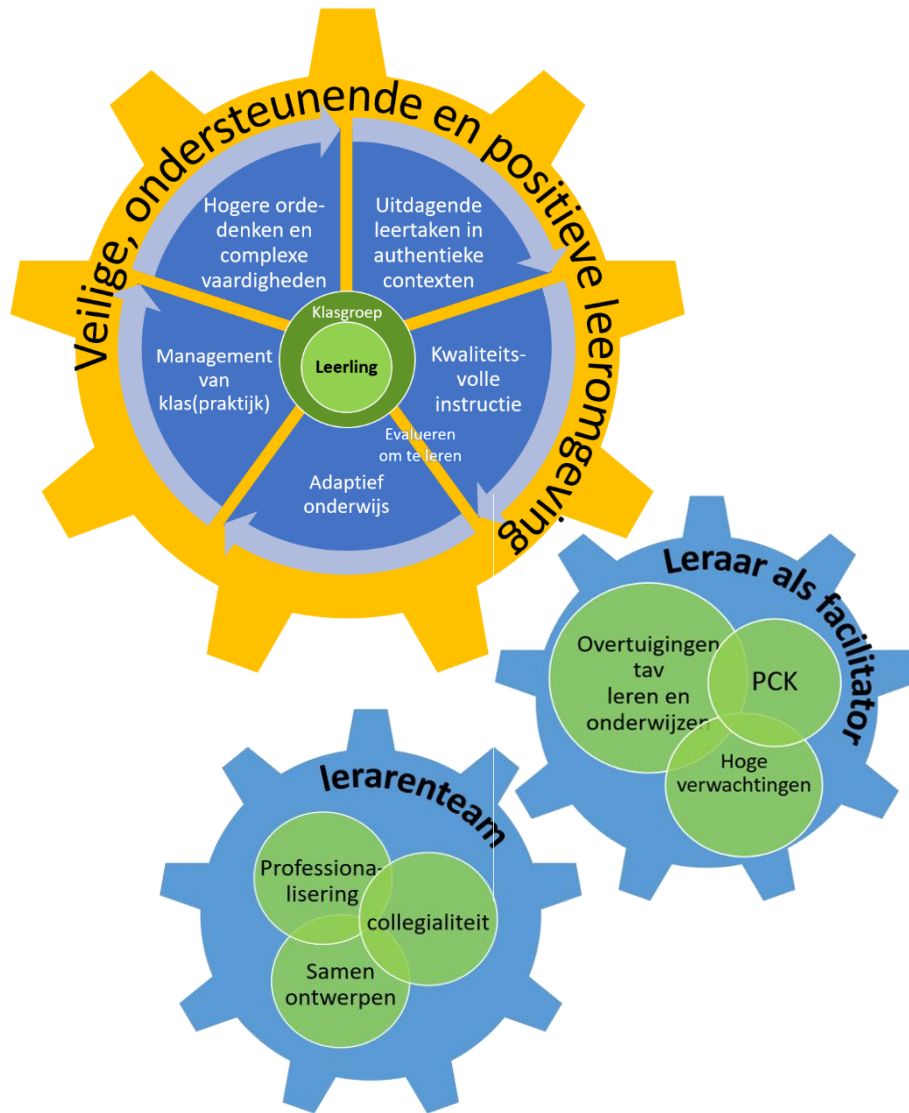 Veilige, ondersteunende en positieve leeromgeving
Hogere orde-
denken en
complexe
vaardigheden
Uitdagende
leertaken in
authentieke
contexten
Klasgroep
Leerling
Management
van
klas(praktijk)
Kwaliteits-
volle
instructie
Evalueren
om te leren
Adaptief
onderwijs
Leraar als facilitator
Overtuigingen
tav
leren en
onderwijzen
PCK
Hoge
verwachtingen
lerarenteam
Professiona-
lisering
collegialiteit
Samen
ontwerpen